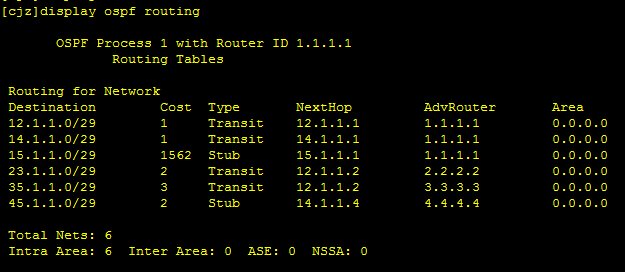 [cjz]display ospf routing
OSPF Process 1 with Router ID 1.1.1.1
Routing Tables
Routing for Network
Destination Cost Type NextHop AdvRouter Area
12.1.1.0/29 1 Transit 12.1.1.1 1.1.1.1 0.0.0.0
14.1.1.0/29 1 Transit 14.1.1.1 1.1.1.1 0.0.0.0
15.1.1.0/29 1562 Stub 15.1.1.1 1.1.1.1 0.0.0.0
23.1.1.0/29 2 Transit 12.1.1.2 2.2.2.2 0.0.0.0
35.1.1.0/29 3 Transit 12.1.1.2 3.3.3.3 0.0.0.0
45.1.1.0/29 2 Stub 14.1.1.4 4.4.4.4 0.0.0.0
Total Nets: 6
Intra Area: 6 Inter Area: 0 ASE: 0 NSSA: 0